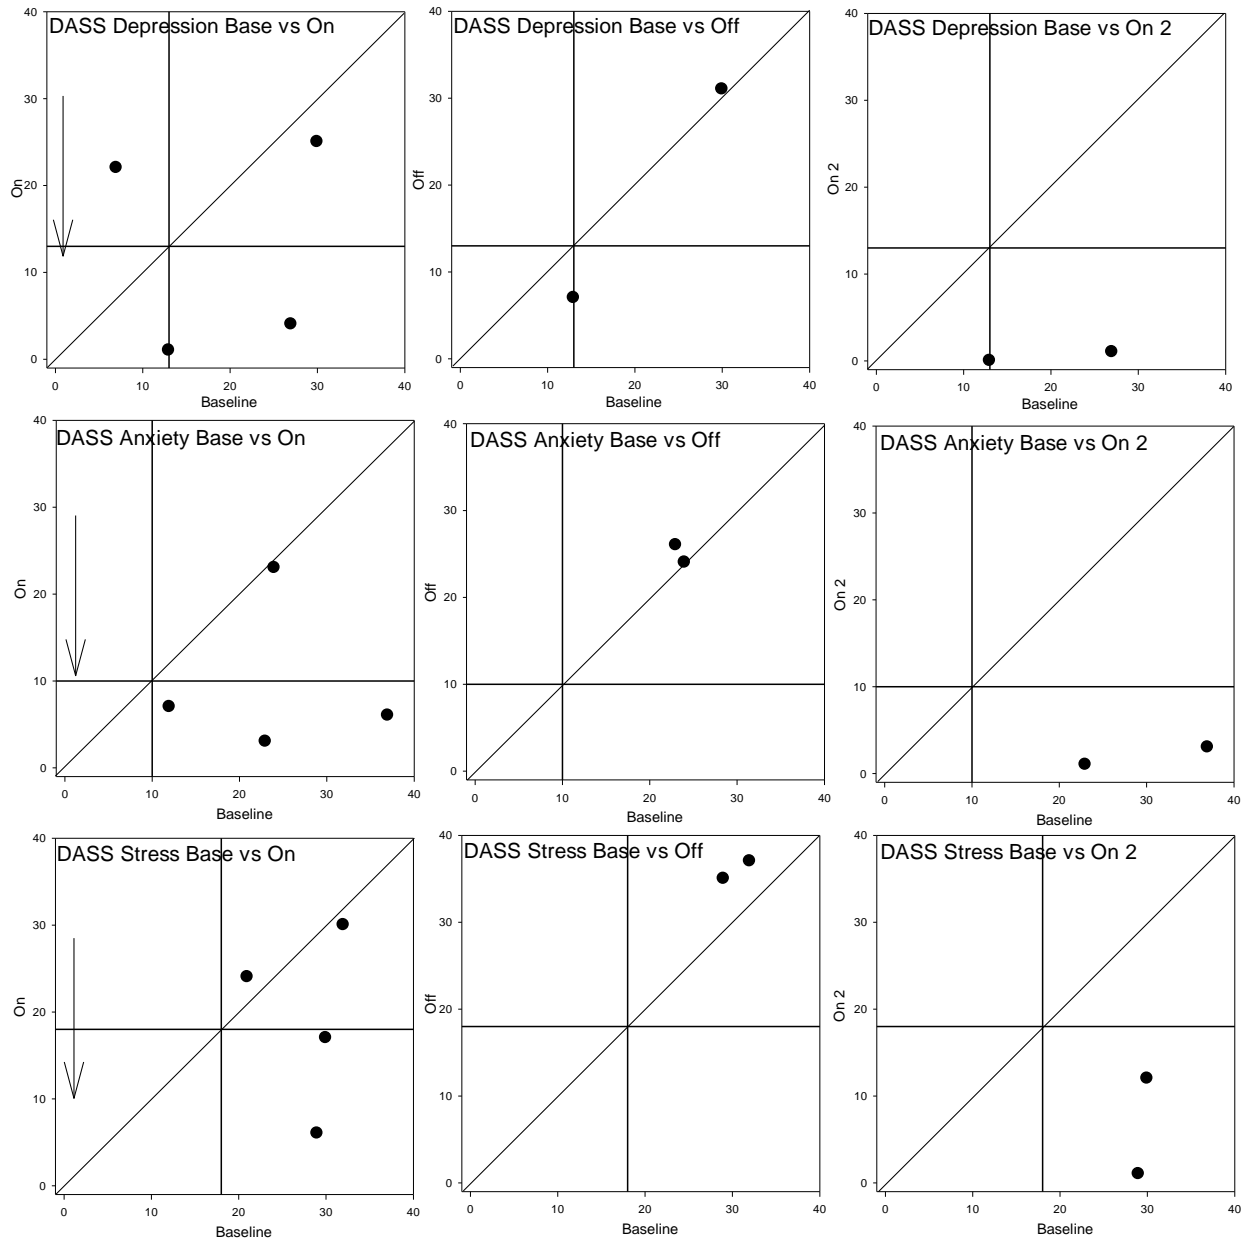 DASS Depression Base vs On
40
30
20
10
0
On
0 10 20 30 40
Baseline
DASS Depression Base vs Off
40
30
20
10
0
Off
0 10 20 30 40
Baseline
DASS Depression Base vs On 2
40
30
20
10
0
On 2
0 10 20 30 40
Baseline
DASS Anxiety Base vs On
40
30
20
10
0
On
0 10 20 30 40
Baseline
DASS Anxiety Base vs Off
40
30
20
10
0
Off
0 10 20 30 40
Baseline
DASS Anxiety Base vs On 2
40
30
20
10
0
On 2
0 10 20 30 40
Baseline
DASS Stress Base vs On
40
30
20
10
0
On
0 10 20 30 40
Baseline
DASS Stress Base vs Off
40
30
20
10
0
Off
0 10 20 30 40
Baseline
DASS Stress Base vs On 2
40
30
20
10
0
On 2
0 10 20 30 40
Baseline